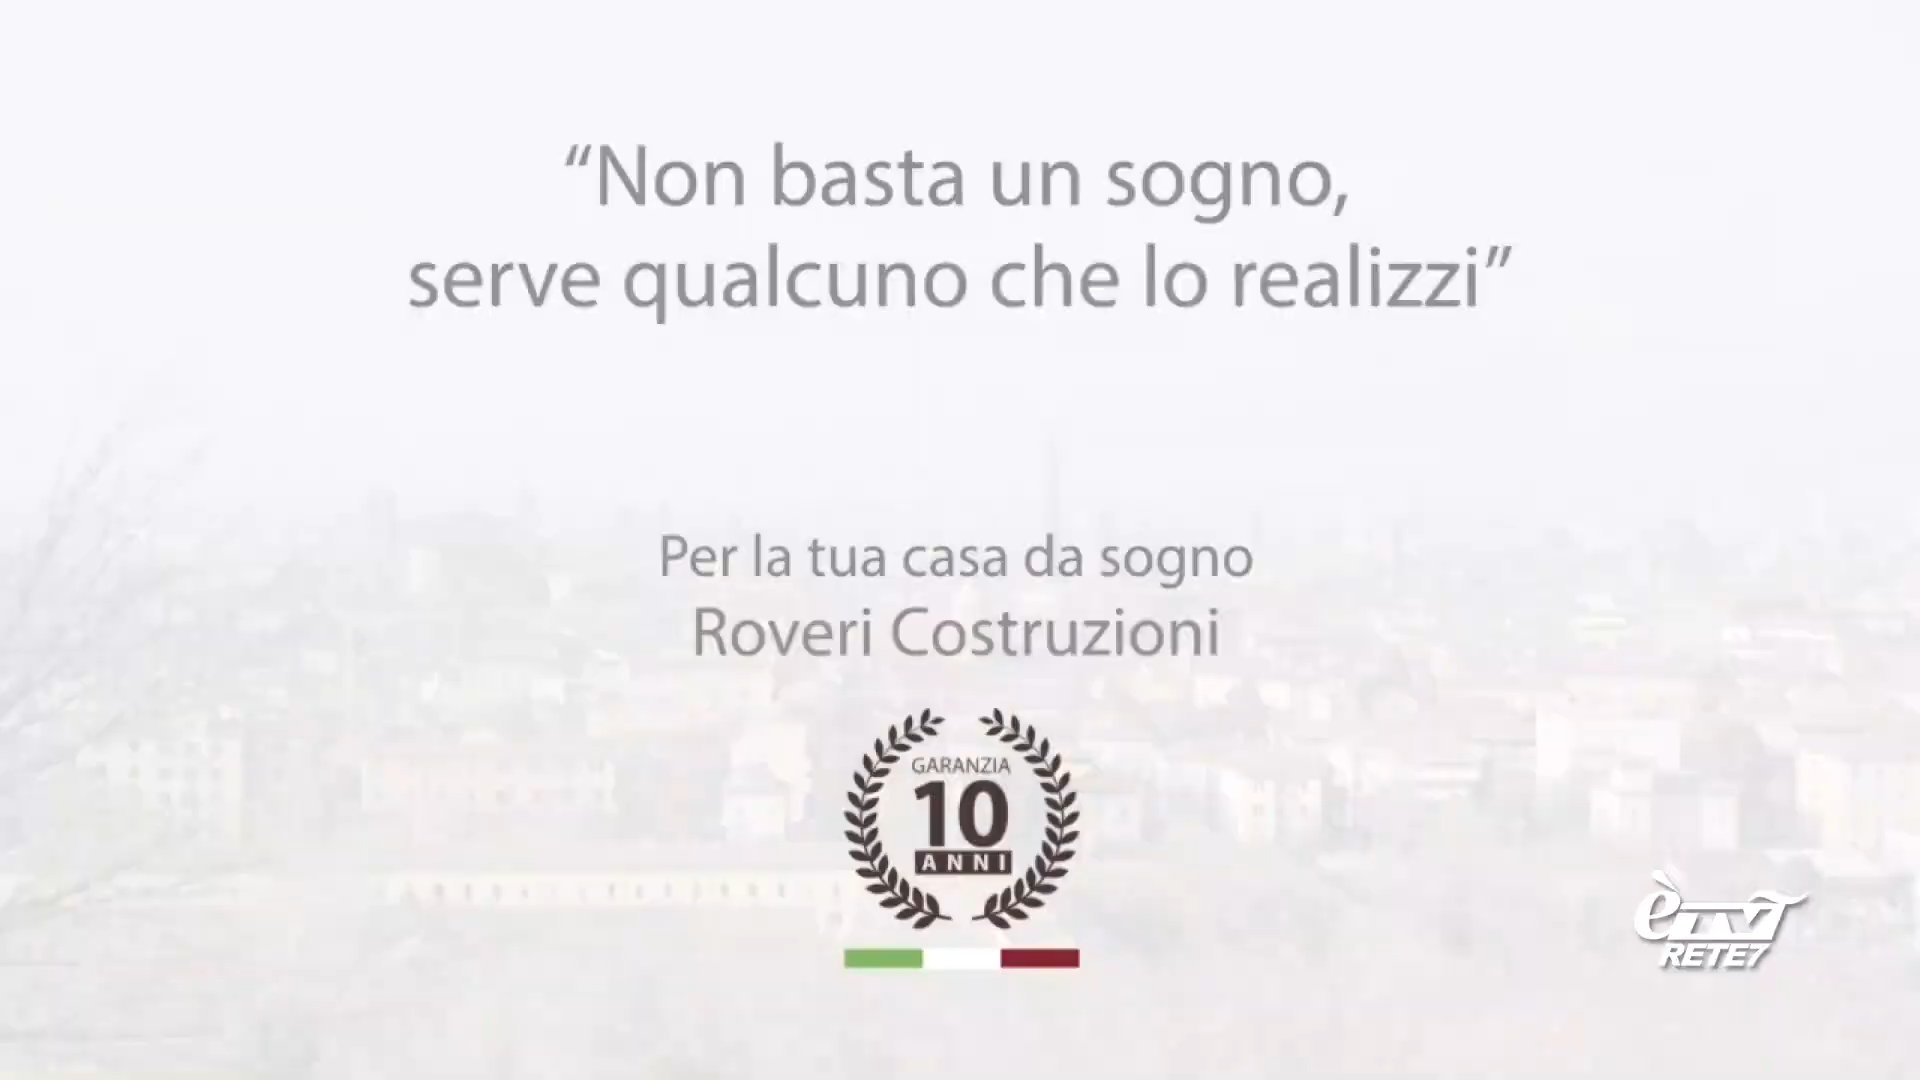 “Non basta un sogno,
serve qualcuno che lo realizzi”
Per la tua casa da sogno
Roveri Costruzioni
GARANZIA
10
ANNI
èTV
RETE7